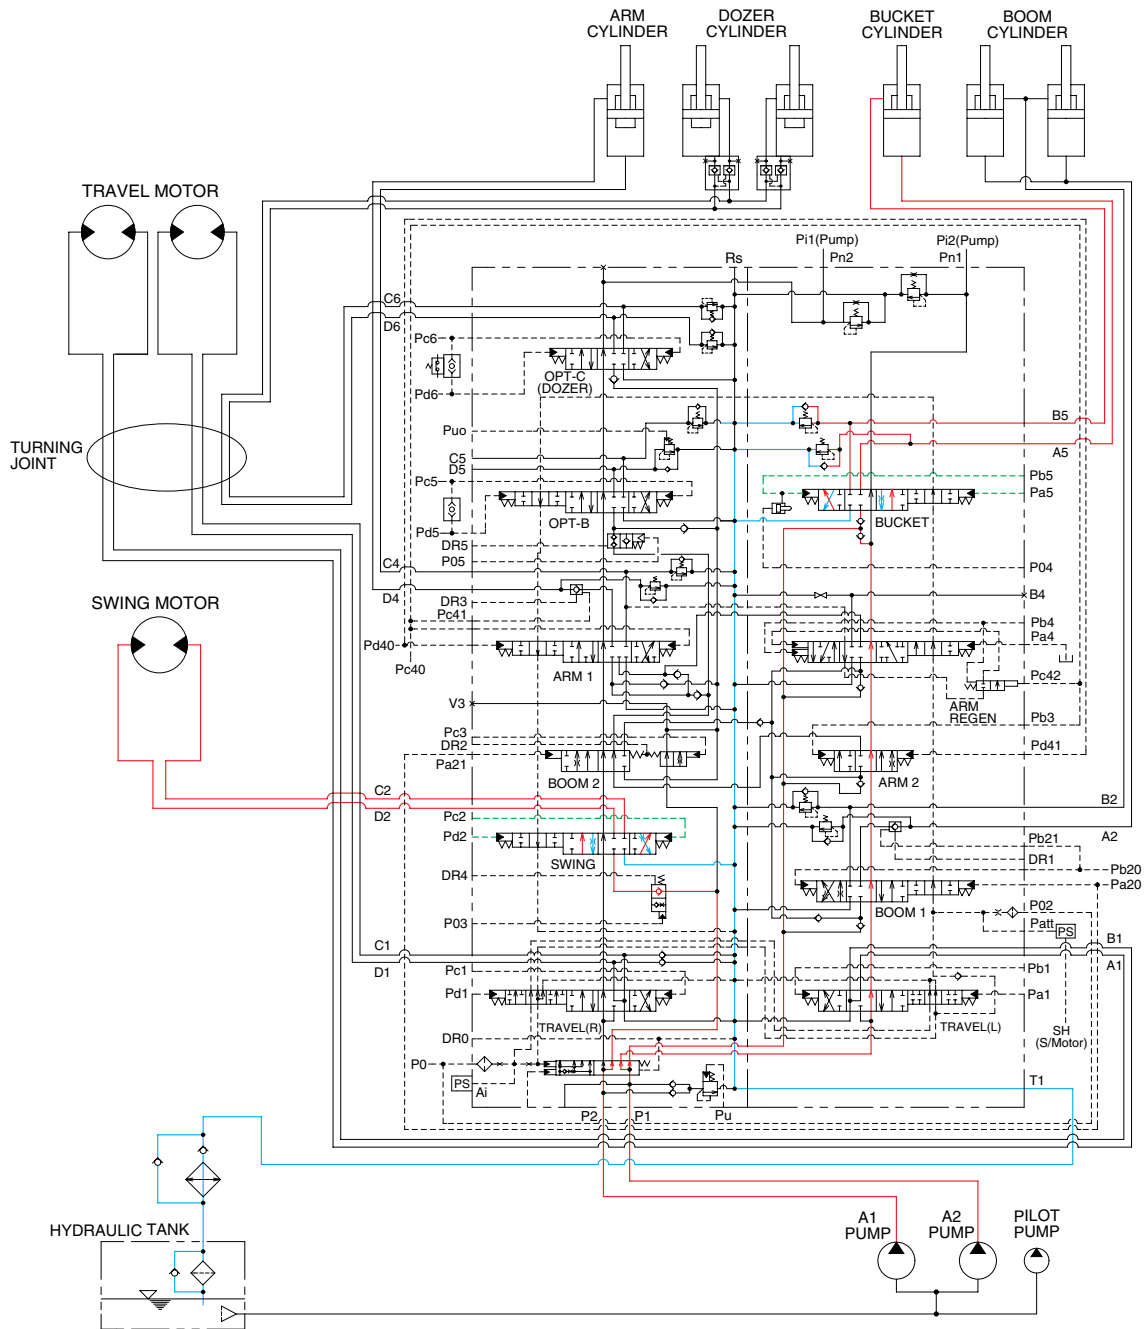 ARM
CYLINDER
DOZER
CYLINDER
BUCKET
CYLINDER
BOOM
CYLINDER
TRAVEL MOTOR
Pi1(Pump)
Pn2
Pi2(Pump)
Pn1
Rs
C6
D6
Pc6
Pd6
OPT-C
(DOZER)
TURNING
JOINT
Puo
C5
D5
Pc5
Pd5
OPT-B
DR5
P05
B5
A5
Pb5
Pa5
BUCKET
P04
C4
D4
DR3
Pc41
Pd40
Pc40
ARM 1
B4
Pb4
Pa4
Pc42
ARM
REGEN
SWING MOTOR
V3
Pc3
DR2
Pa21
BOOM 2
Pb3
Pd41
ARM 2
C2
D2
Pc2
Pd2
SWING
DR4
P03
B2
A2
Pb21
DR1
Pb20
Pa20
BOOM 1
P02
Patt
PS
C1
D1
Pc1
Pd1
TRAVEL(R)
B1
A1
Pb1
Pa1
TRAVEL(L)
SH
(S/Motor)
DR0
P0
PS
Ai
P2
P1
Pu
T1
HYDRAULIC TANK
A1
PUMP
A2
PUMP
PILOT
PUMP